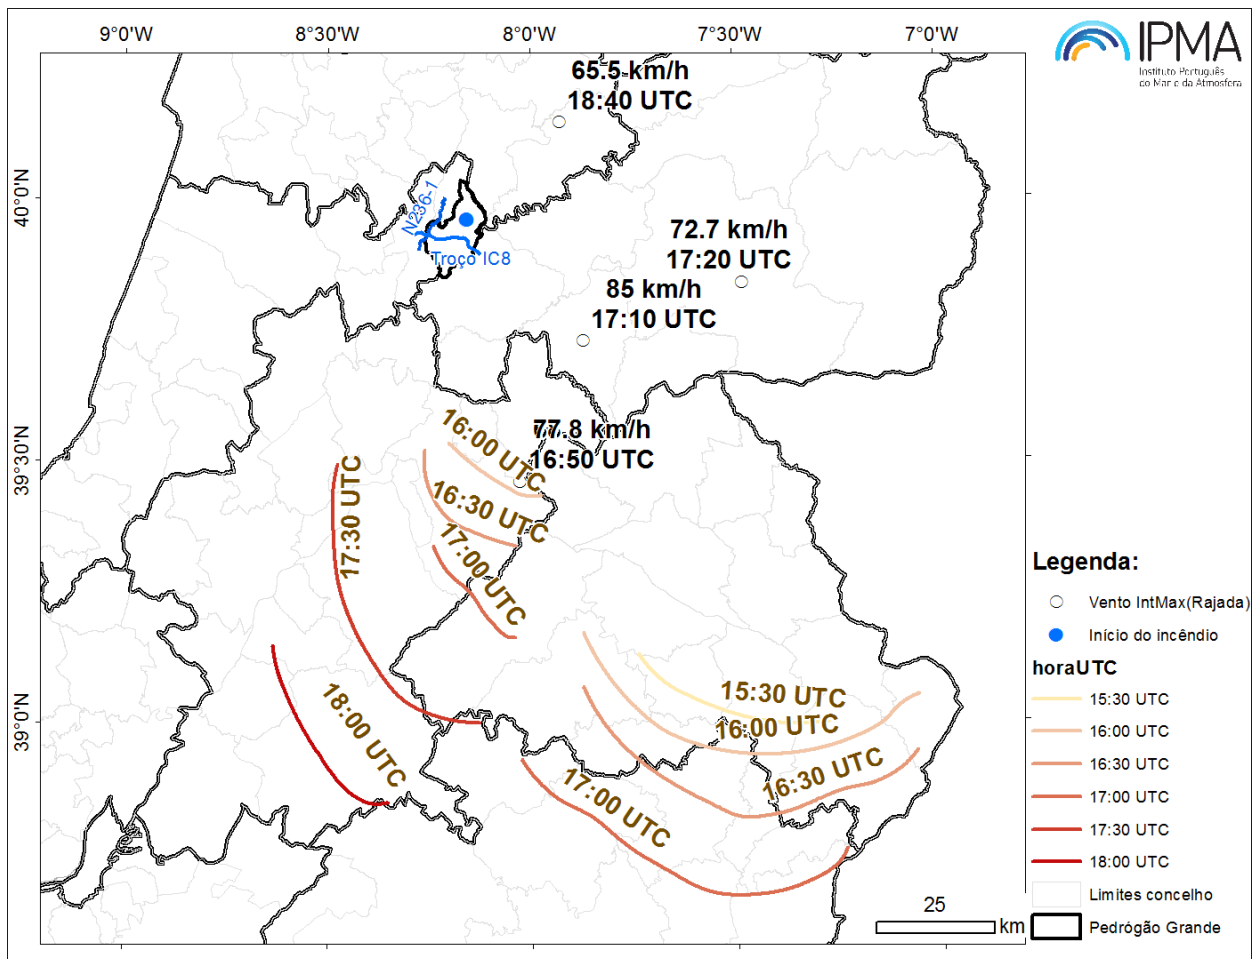 9°0'W 8°30'W 8°0'W 7°30'W 7°0'W
IPMA
Instituto Português
do Mar e da Atmosfera
65.5 km/h
18:40 UTC
40°0'N
N236-1
Troço IC8
72.7 km/h
17:20 UTC
85 km/h
17:10 UTC
39°30'N
77.8 km/h
16:50 UTC
16:00 UTC
16:30 UTC
17:00 UTC
17:30 UTC
18:00 UTC
39°0'N
15:30 UTC
16:00 UTC
16:30 UTC
17:00 UTC
Legenda:
Vento IntMax(Rajada)
Início do incêndio
horaUTC
15:30 UTC
16:00 UTC
16:30 UTC
17:00 UTC
17:30 UTC
18:00 UTC
Limites concelho
Pedrógão Grande
25
km